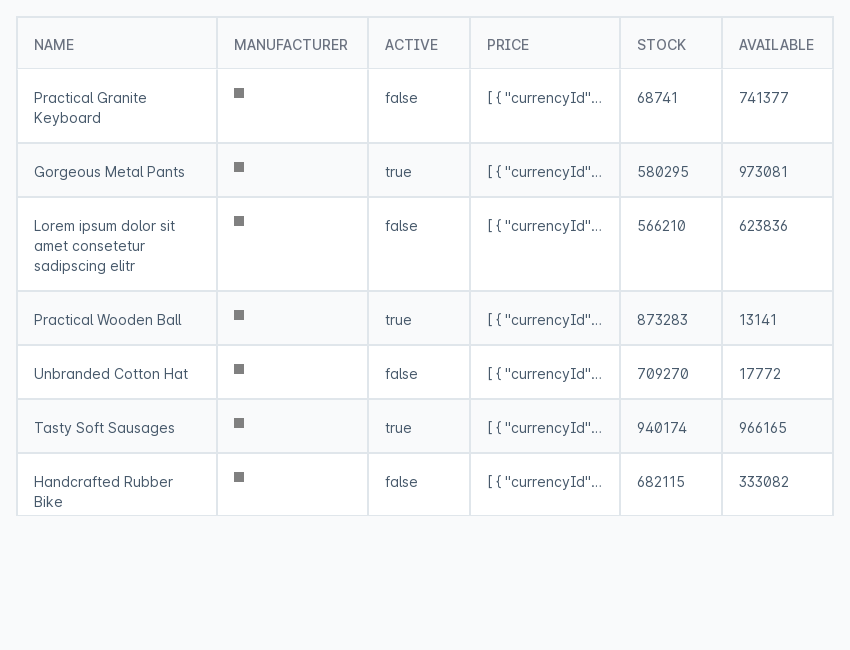 NAME MANUFACTURER ACTIVE PRICE STOCK AVAILABLE
Practical Granite Keyboard false [ { "currencyId"... 68741 741377
Gorgeous Metal Pants true [ { "currencyId"... 580295 973081
Lorem ipsum dolor sit amet consetetur sadipscing elitr false [ { "currencyId"... 566210 623836
Practical Wooden Ball true [ { "currencyId"... 873283 13141
Unbranded Cotton Hat false [ { "currencyId"... 709270 17772
Tasty Soft Sausages true [ { "currencyId"... 940174 966165
Handcrafted Rubber Bike false [ { "currencyId"... 682115 333082